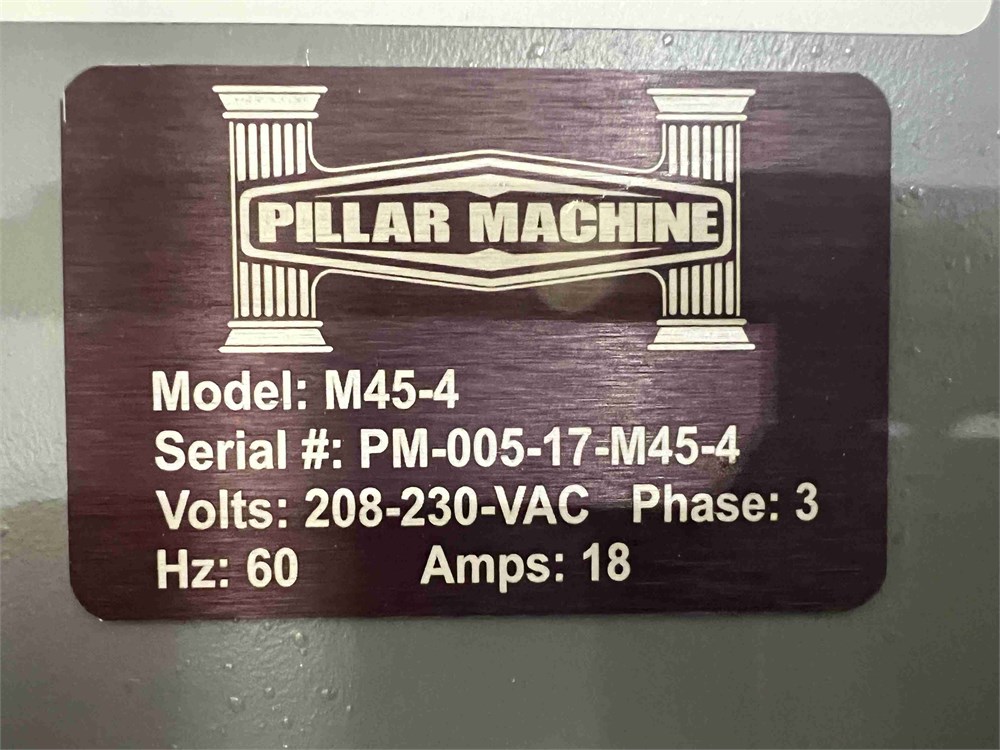 PILLAR MACHINE
Model: M45-4
Serial #: PM-005-17-M45-4
Volts: 208-230-VAC Phase: 3
Hz: 60 Amps: 18